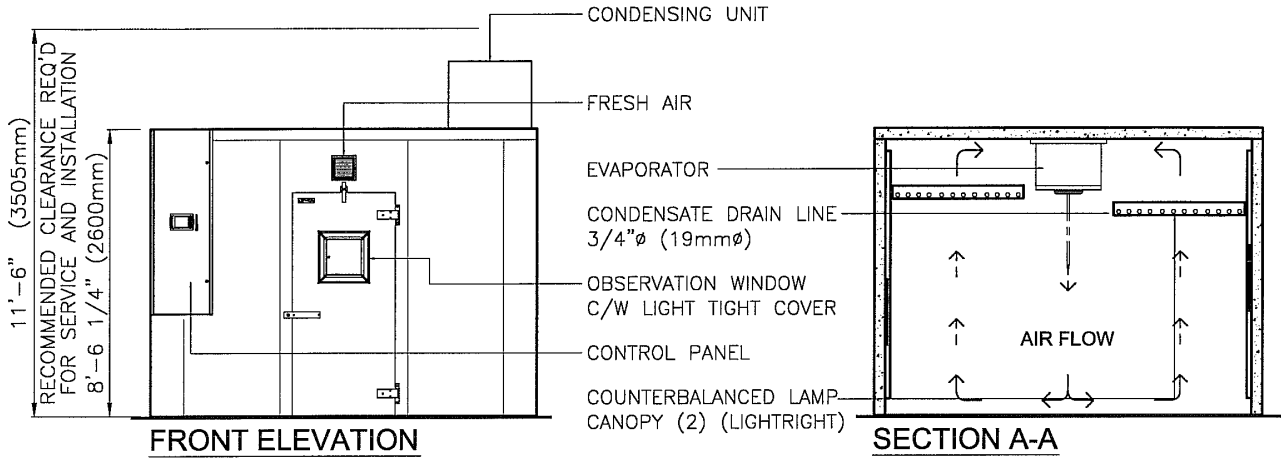 CONDENSING UNIT
11'-6" (3505mm)
RECOMMENDED CLEARANCE REQ'D
FOR SERVICE AND INSTALLATION
8'-6 1/4" (2600mm)
FRESH AIR
EVAPORATOR
CONDENSATE DRAIN LINE
3/4"ø (19mmø)
OBSERVATION WINDOW
C/W LIGHT TIGHT COVER
CONTROL PANEL
COUNTERBALANCED LAMP
CANOPY (2) (LIGHTRIGHT)
AIR FLOW
FRONT ELEVATION
SECTION A-A